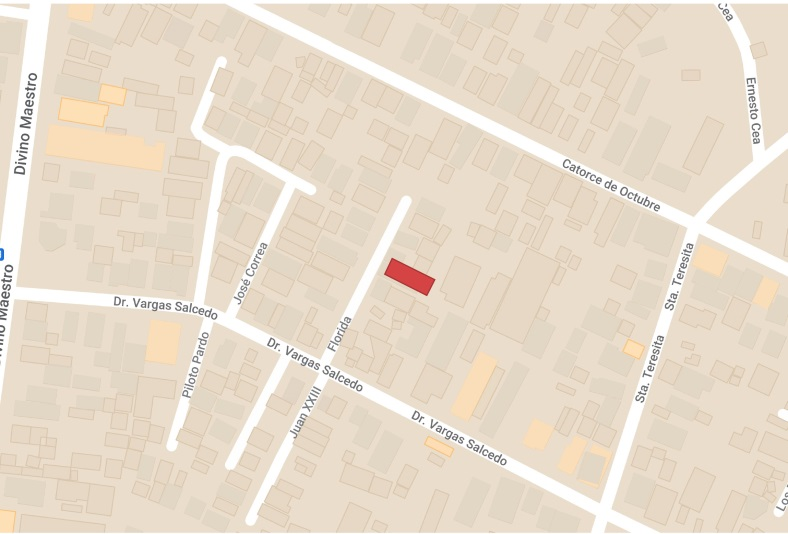 Cea
Divino Maestro
Ernesto Cea
Catorce de Octubre
José Correa
Sta. Teresita
Dr. Vargas Salcedo
Florida
Piloto Pardo
Dr. Vargas Salcedo
Sta. Teresita
Juan XXIII
Dr. Vargas Salcedo
Maestro
Los